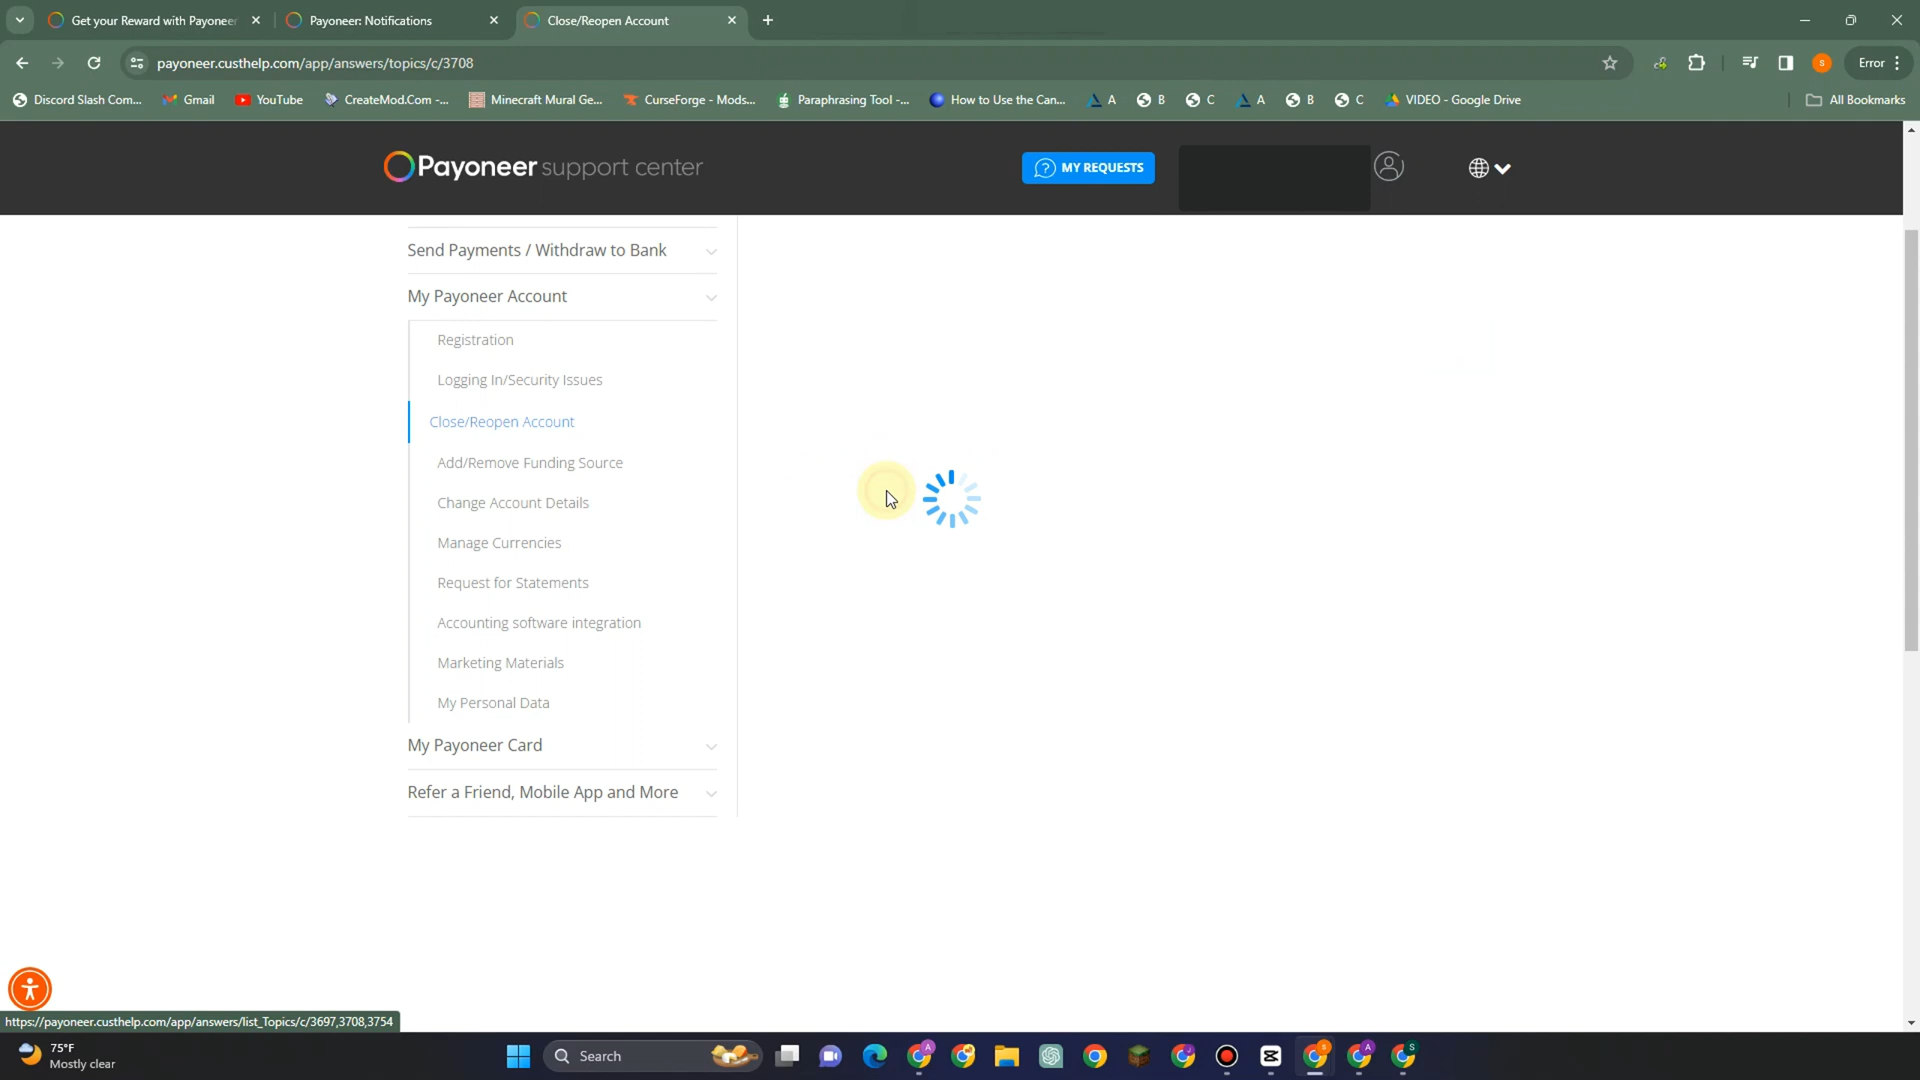 Get your Reward with Payoneer
Payoneer: Notifications
Close/Reopen Account
payoneer.custhelp.com/app/answers/topics/c/3708
S
Error
Discord Slash Com...
Gmail
YouTube
CreateMod.Com -...
Minecraft Mural Ge...
CurseForge - Mods...
Paraphrasing Tool -...
How to Use the Can...
A
B
C
A
B
C
VIDEO - Google Drive
All Bookmarks
Payoneer support center
MY REQUESTS
Send Payments / Withdraw to Bank
My Payoneer Account
Registration
Logging In/Security Issues
Close/Reopen Account
Add/Remove Funding Source
Change Account Details
Manage Currencies
Request for Statements
Accounting software integration
Marketing Materials
My Personal Data
My Payoneer Card
Refer a Friend, Mobile App and More
https://payoneer.custhelp.com/app/answers/list_Topics/c/3697,3708,3754
75°F
Mostly clear
Search